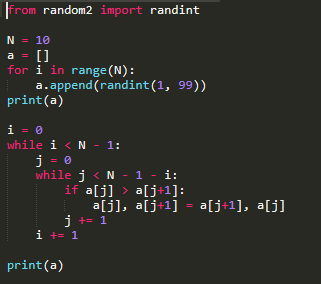 from random2 import randint
N = 10
a = []
for i in range(N):
    a.append(randint(1, 99))
print(a)
i = 0
while i < N - 1:
    j = 0
    while j < N - 1 - i:
        if a[j] > a[j+1]:
            a[j], a[j+1] = a[j+1], a[j]
        j += 1
    i += 1
print(a)